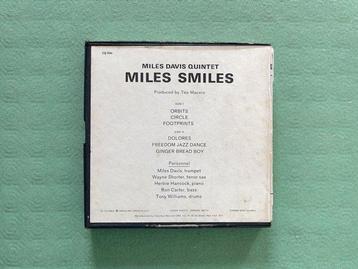 MILES DAVIS QUINTET
MILES SMILES
Produced by Teo Macero
ORBITS
CIRCLE
FOOTPRINTS
DOLORES
FREEDOM JAZZ DANCE
GINGER BREAD BOY
Personnel
Miles Davis, trumpet
Wayne Shorter, tenor sax
Herbie Hancock, piano
Ron Carter, bass
Tony Williams, drums